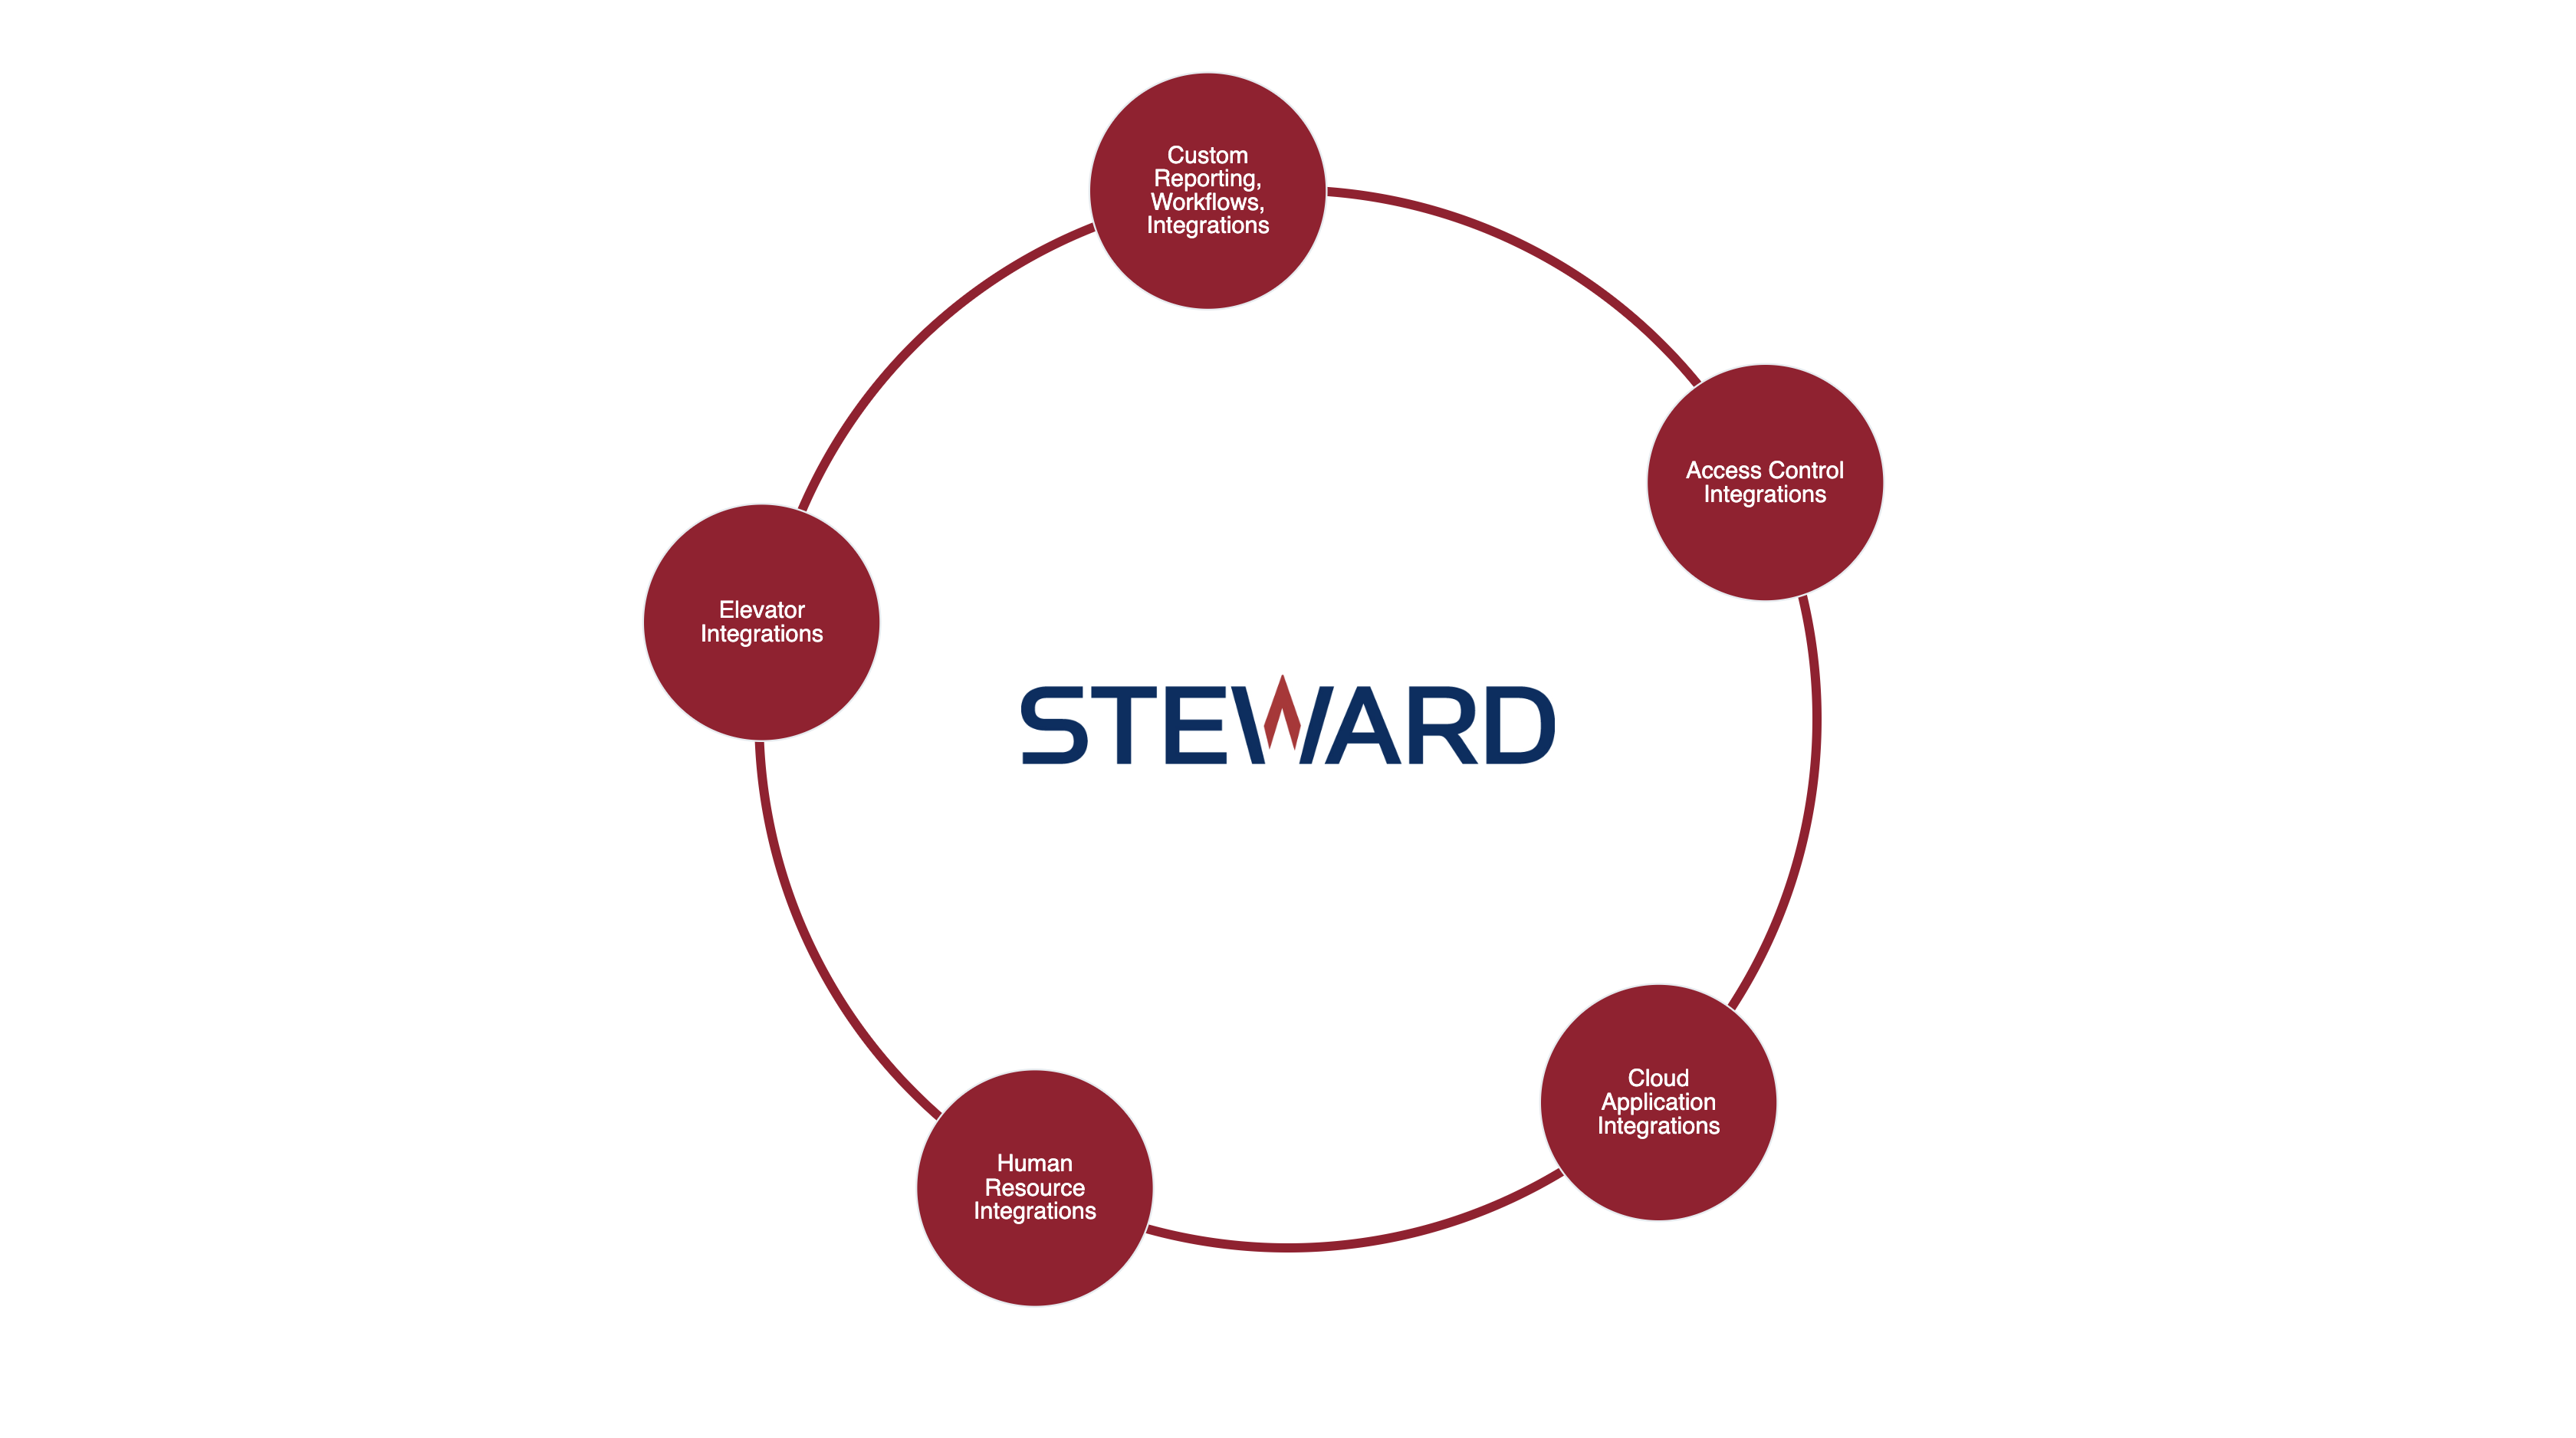 Custom
Reporting,
Workflows,
Integrations
Access Control
Integrations
Elevator
Integrations
STEWARD
Cloud
Application
Integrations
Human
Resource
Integrations